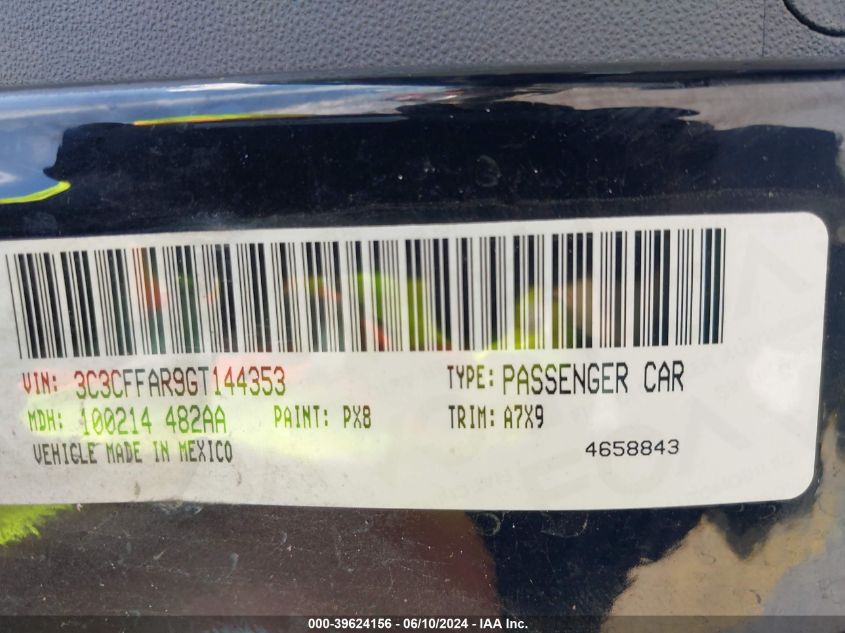 VIN: 3C3CFFAR9GT144353 TYPE: PASSENGER CAR
MDH: 100214 482AA PAINT: PX8 TRIM: A7X9
VEHICLE MADE IN MEXICO 4658843
000-39624156 - 06/10/2024 - IAA Inc.